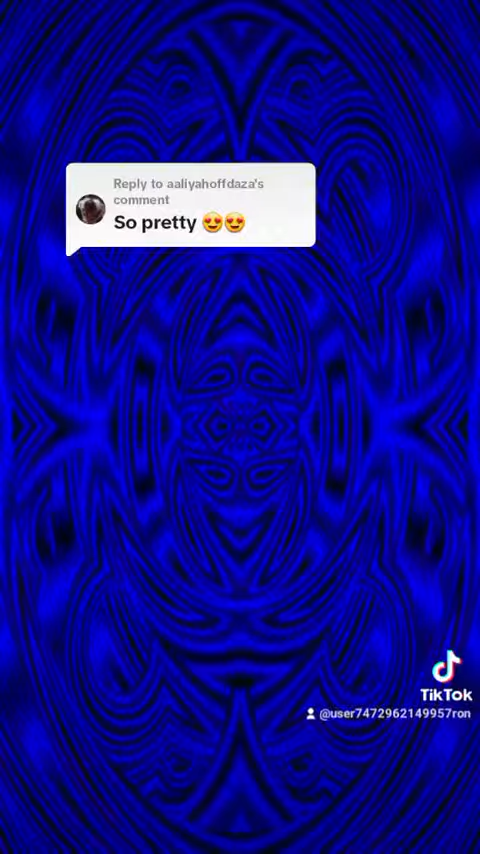 Reply to aaliyahoffdaza's
comment
So pretty 😍😍
TikTok
@user7472962149957ron